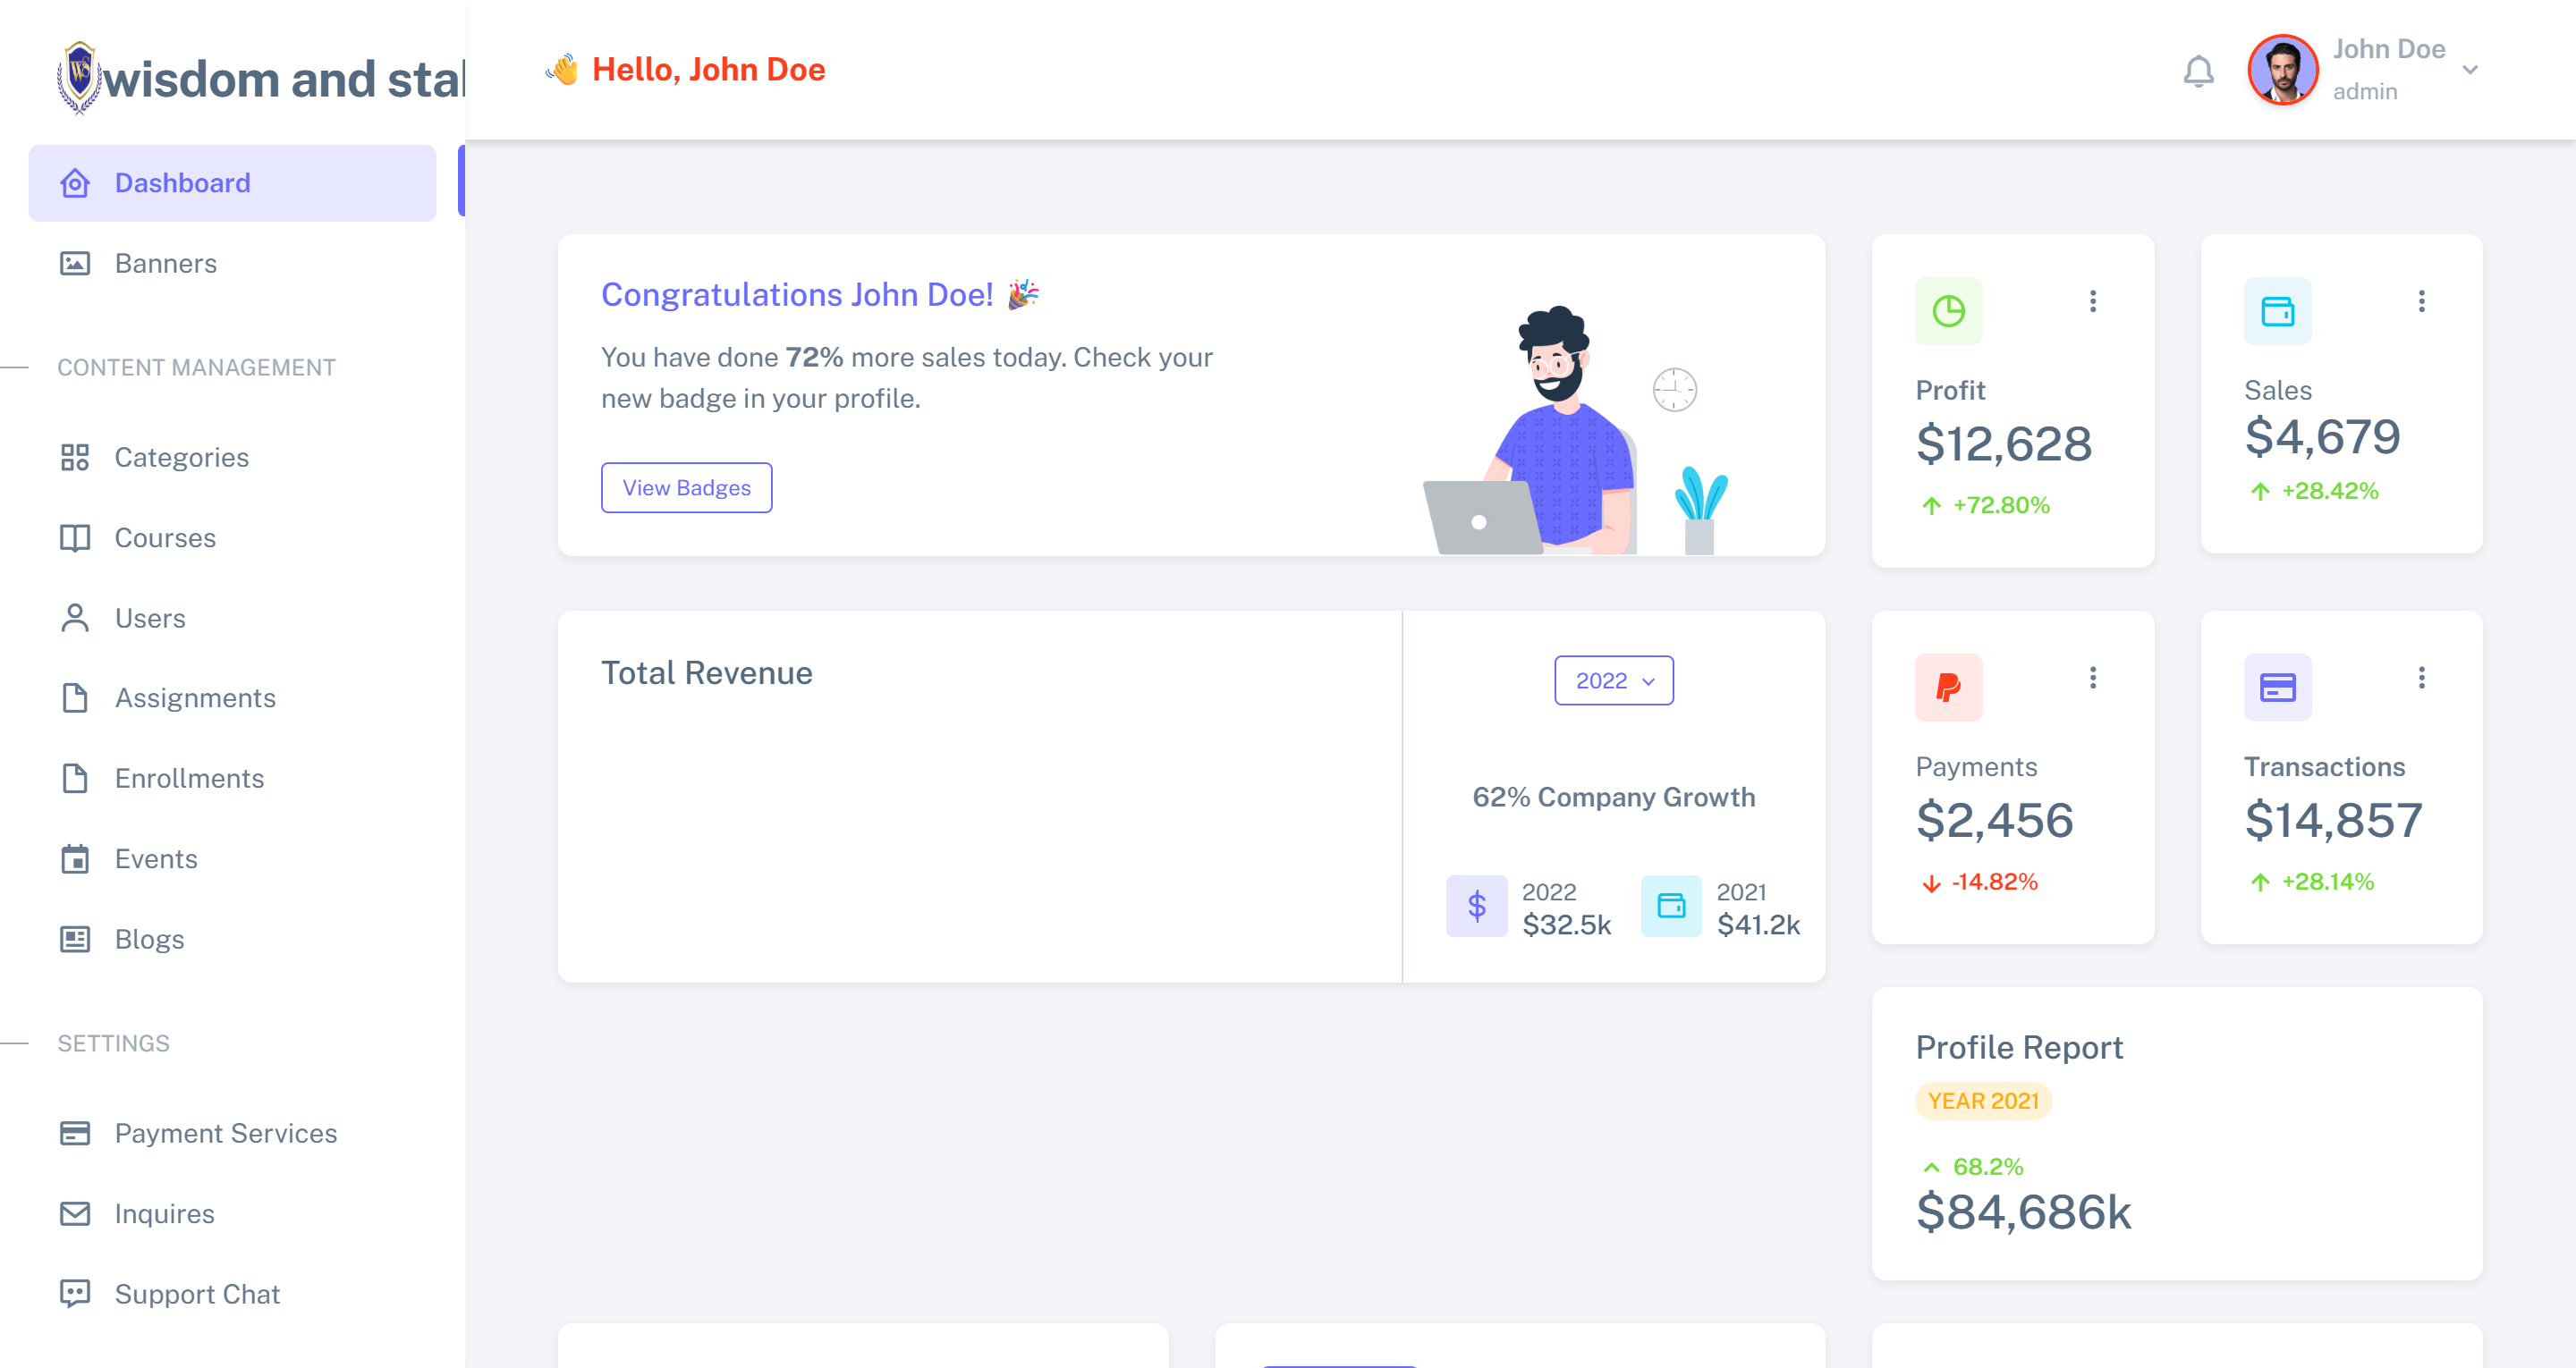 wisdom and stal
Dashboard
Banners
CONTENT MANAGEMENT
Categories
Courses
Users
Assignments
Enrollments
Events
Blogs
SETTINGS
Payment Services
Inquires
Support Chat
👋 Hello, John Doe
John Doe
admin
Congratulations John Doe! 🎉
You have done 72% more sales today. Check your
new badge in your profile.
View Badges
Profit
$12,628
+72.80%
Sales
$4,679
+28.42%
Total Revenue
2022
62% Company Growth
$
2022
$32.5k
2021
$41.2k
Payments
$2,456
-14.82%
Transactions
$14,857
+28.14%
Profile Report
YEAR 2021
68.2%
$84,686k